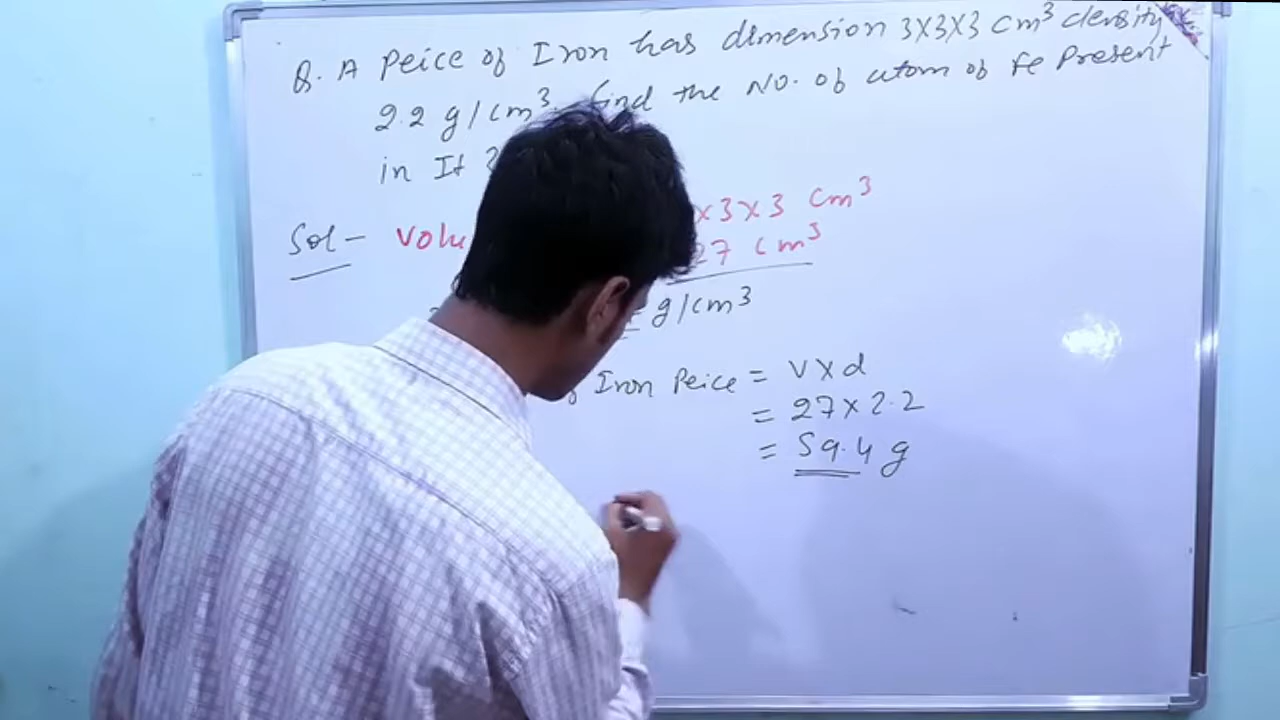 Q. A Peice of Iron has dimension 3x3x3 cm³ density
2.2 g/cm³. find the No. of atom of fe Present
in It ?
Sol - Volu x3x3 cm³
27 cm³
g/cm³
Iron Peice = v x d
= 27 x 2.2
= 59.4 g